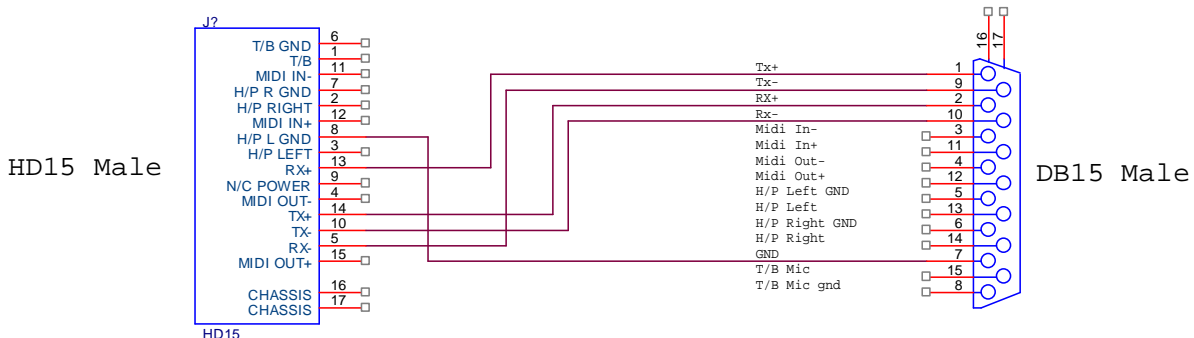 J?
T/B GND 6
T/B 1
MIDI IN- 11
H/P R GND 7
H/P RIGHT 2
MIDI IN+ 12
H/P L GND 8
H/P LEFT 3
RX+ 13
N/C POWER 9
MIDI OUT- 4
TX+ 14
TX- 10
RX- 5
MIDI OUT+ 15
CHASSIS 16
CHASSIS 17
HD15
HD15 Male
16 17
Tx+ 1
Tx- 9
RX+ 2
Rx- 10
Midi In- 3
Midi In+ 11
Midi Out- 4
Midi Out+ 12
H/P Left GND 5
H/P Left 13
H/P Right GND 6
H/P Right 14
GND 7
T/B Mic 15
T/B Mic gnd 8
DB15 Male